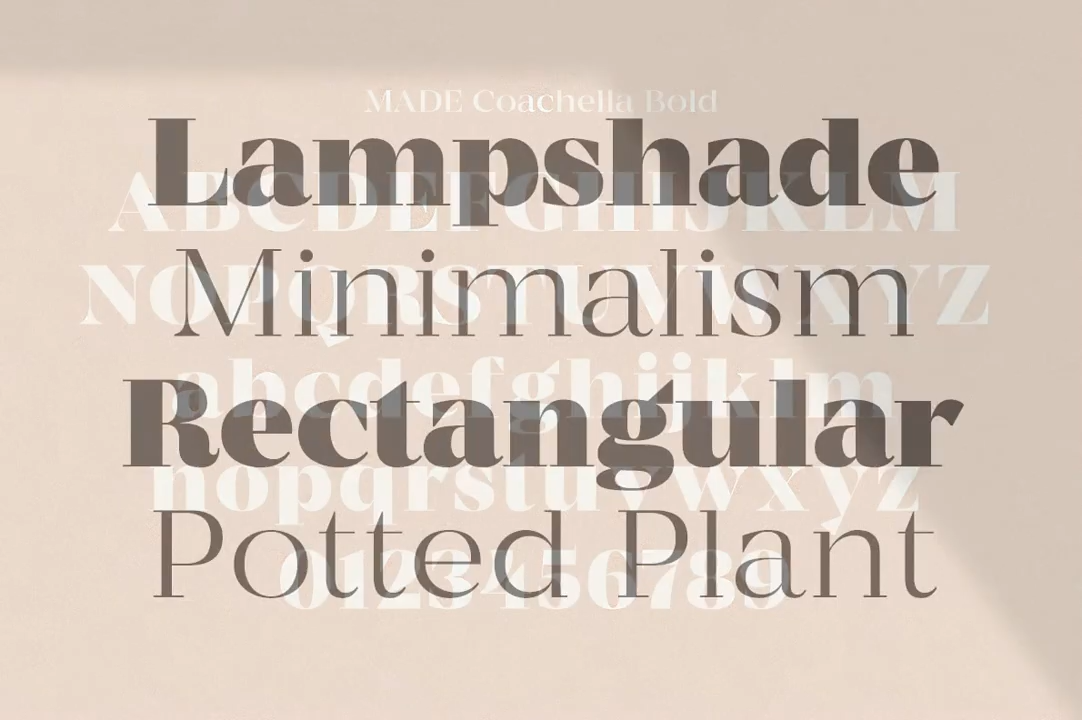 MADE Coachella Bold
Lampshade
ABCDEFGHIJKLM
Minimalism
NOPQRSTUVWXYZ
abcdefghijklm
Rectangular
nopqrstuvwxyz
Potted Plant
0123456789